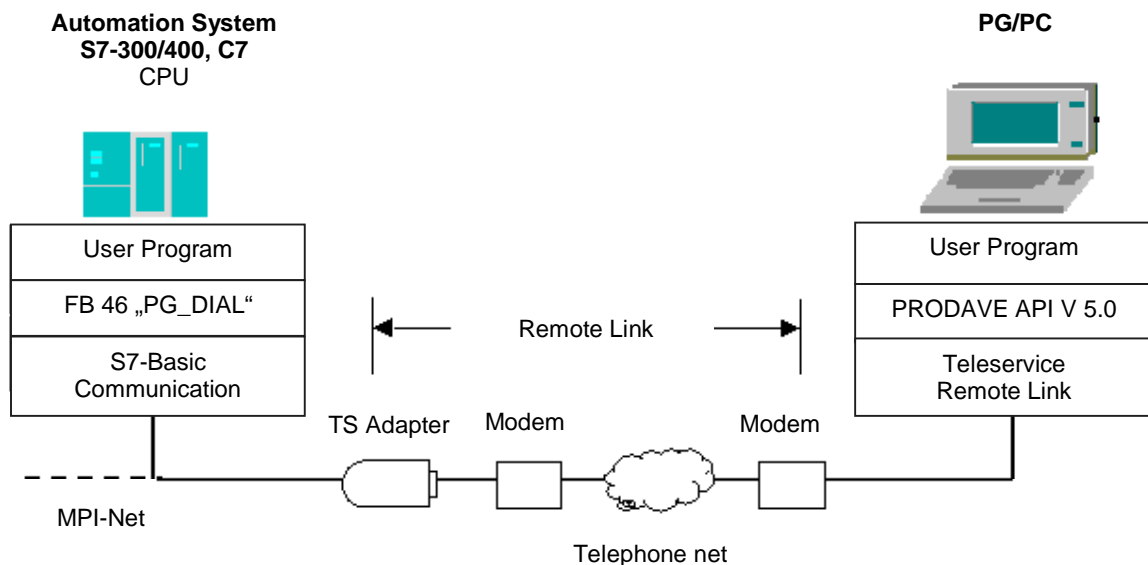 Automation System
S7-300/400, C7
CPU
PG/PC
User Program
FB 46 „PG_DIAL“
S7-Basic
Communication
User Program
PRODAVE API V 5.0
Teleservice
Remote Link
Remote Link
TS Adapter
Modem
Modem
MPI-Net
Telephone net